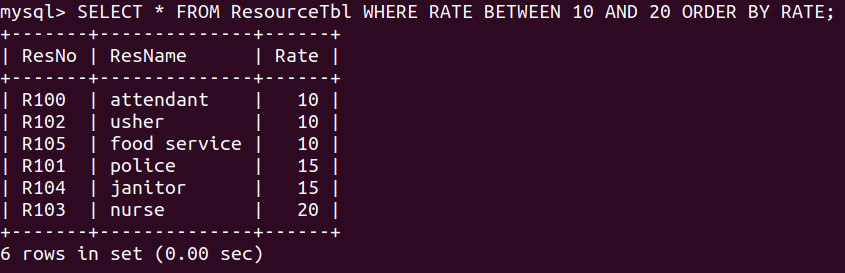 mysql> SELECT * FROM ResourceTbl WHERE RATE BETWEEN 10 AND 20 ORDER BY RATE;
+-------+--------------+------+
| ResNo | ResName      | Rate |
+-------+--------------+------+
| R100  | attendant    |   10 |
| R102  | usher        |   10 |
| R105  | food service |   10 |
| R101  | police       |   15 |
| R104  | janitor      |   15 |
| R103  | nurse        |   20 |
+-------+--------------+------+
6 rows in set (0.00 sec)